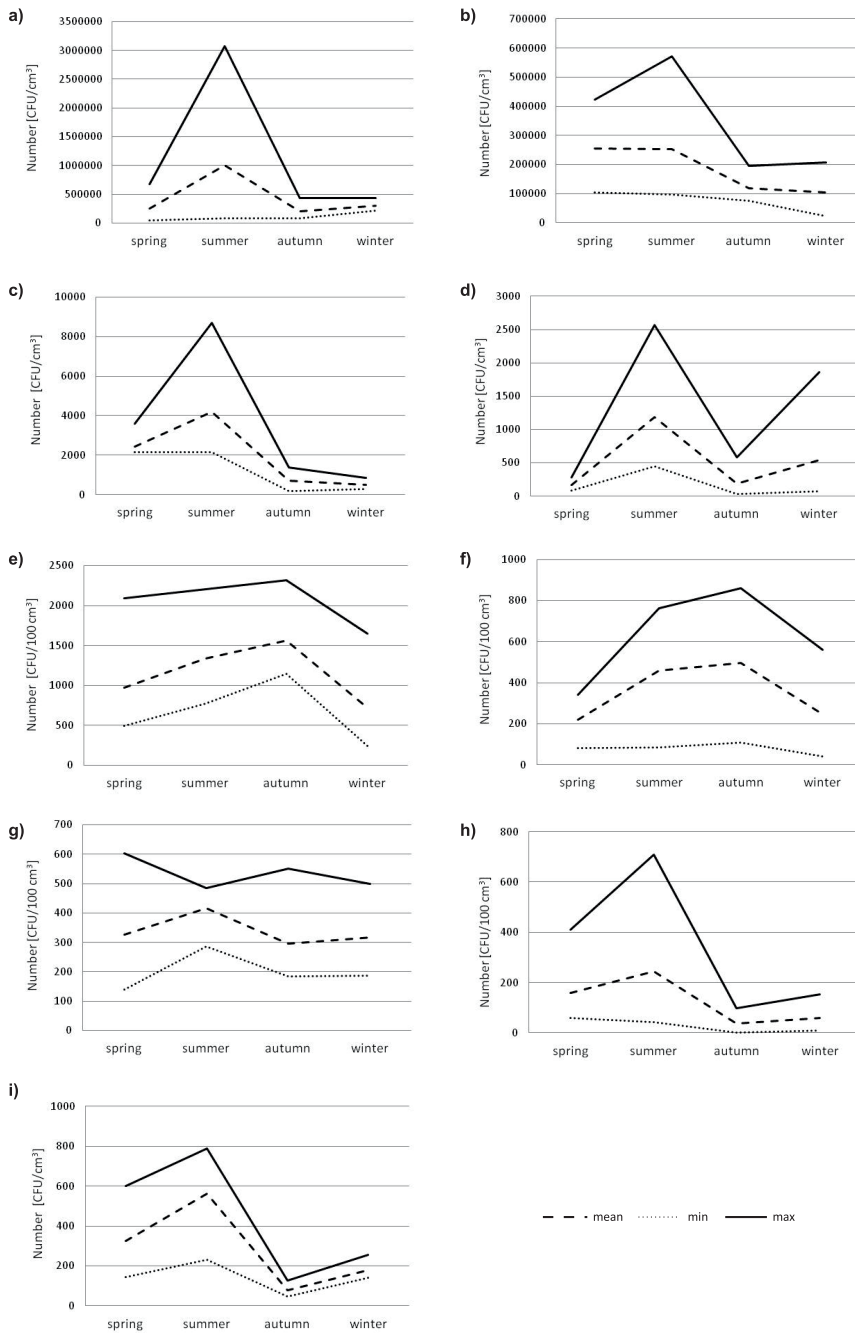 a)
Number [CFU/cm³]
3500000
3000000
2500000
2000000
1500000
1000000
500000
0
spring summer autumn winter
b)
Number [CFU/cm³]
700000
600000
500000
400000
300000
200000
100000
0
spring summer autumn winter
c)
Number [CFU/cm³]
10000
8000
6000
4000
2000
0
spring summer autumn winter
d)
Number [CFU/cm³]
3000
2500
2000
1500
1000
500
0
spring summer autumn winter
e)
Number [CFU/100 cm³]
2500
2000
1500
1000
500
0
spring summer autumn winter
f)
Number [CFU/100 cm³]
1000
800
600
400
200
0
spring summer autumn winter
g)
Number [CFU/100 cm³]
700
600
500
400
300
200
100
0
spring summer autumn winter
h)
Number [CFU/100 cm³]
800
600
400
200
0
spring summer autumn winter
i)
Number [CFU/cm³]
1000
800
600
400
200
0
spring summer autumn winter
mean min max